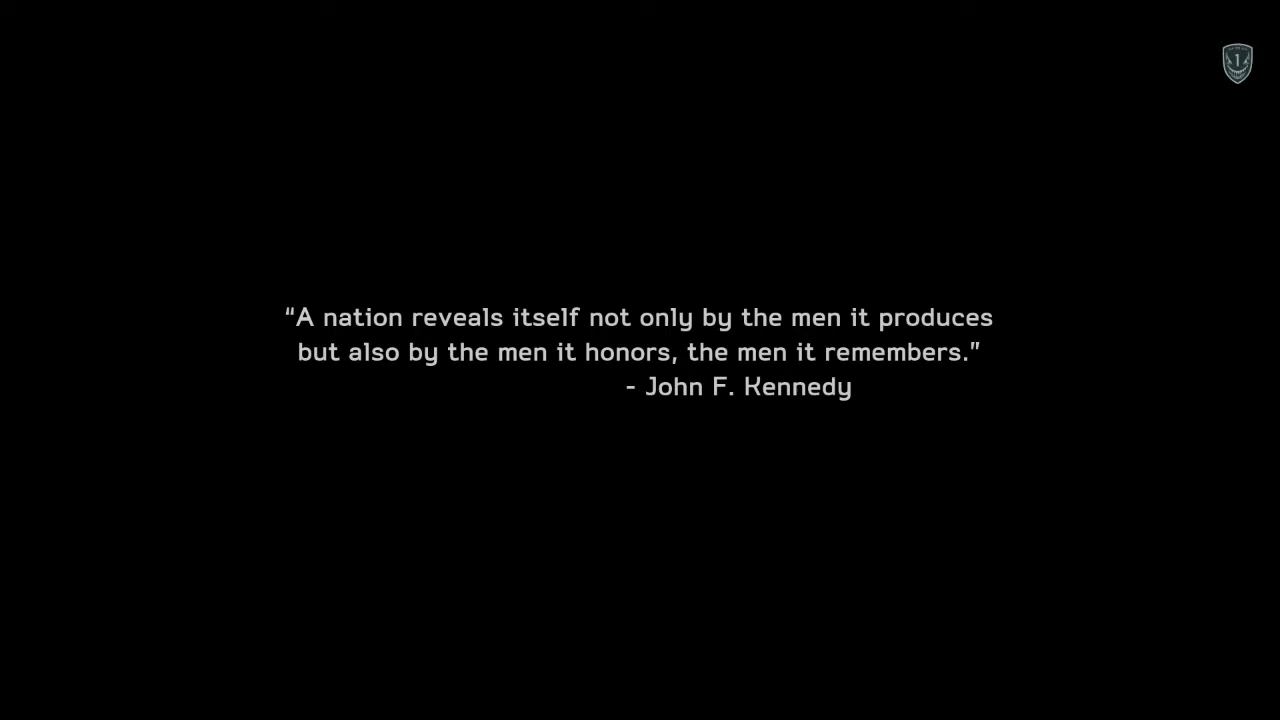 “A nation reveals itself not only by the men it produces
but also by the men it honors, the men it remembers.”
- John F. Kennedy
1